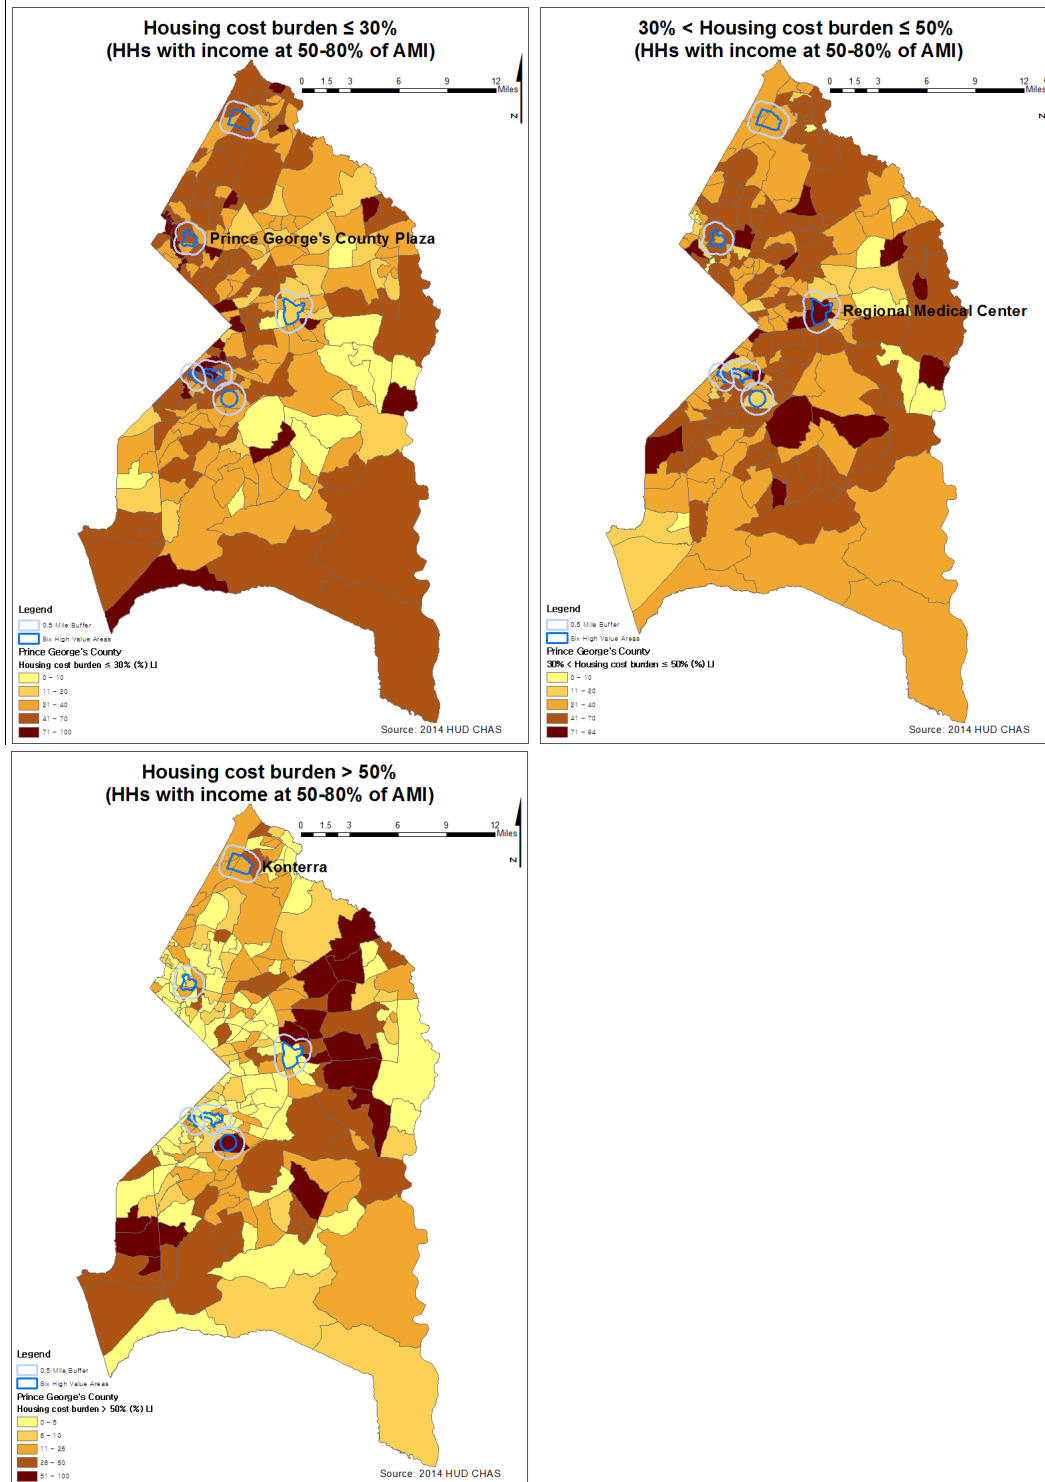 Housing cost burden ≤ 30%
(HHs with income at 50-80% of AMI)
0 1.5 3 6 9 12
Miles
N
Prince George's County Plaza
Legend
0.5 Mile Buffer
Six High Value Areas
Prince George's County
Housing cost burden ≤ 30% (%) LI
0 – 10
11 – 20
21 – 40
41 – 70
71 – 100
Source: 2014 HUD CHAS
30% < Housing cost burden ≤ 50%
(HHs with income at 50-80% of AMI)
0 1.5 3 6 9 12
Miles
N
Regional Medical Center
Legend
0.5 Mile Buffer
Six High Value Areas
Prince George's County
30% < Housing cost burden ≤ 50% (%) LI
0 – 10
11 – 20
21 – 40
41 – 70
71 – 94
Source: 2014 HUD CHAS
Housing cost burden > 50%
(HHs with income at 50-80% of AMI)
0 1.5 3 6 9 12
Miles
N
Konterra
Legend
0.5 Mile Buffer
Six High Value Areas
Prince George's County
Housing cost burden > 50% (%) LI
0 – 5
6 – 10
11 – 25
26 – 50
51 – 100
Source: 2014 HUD CHAS